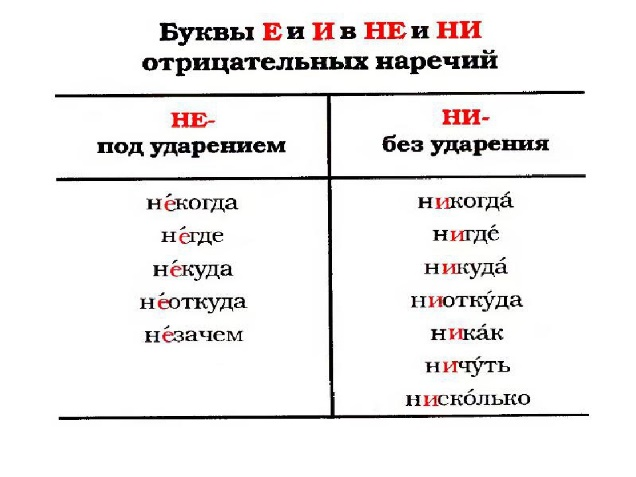 Буквы Е и И в НЕ и НИ
отрицательных наречий
НЕ-
под ударением
НИ-
без ударения
не́когда
не́где
не́куда
не́откуда
не́зачем
никогда́
нигде́
никуда́
ниотку́да
ника́к
ничу́ть
ниско́лько